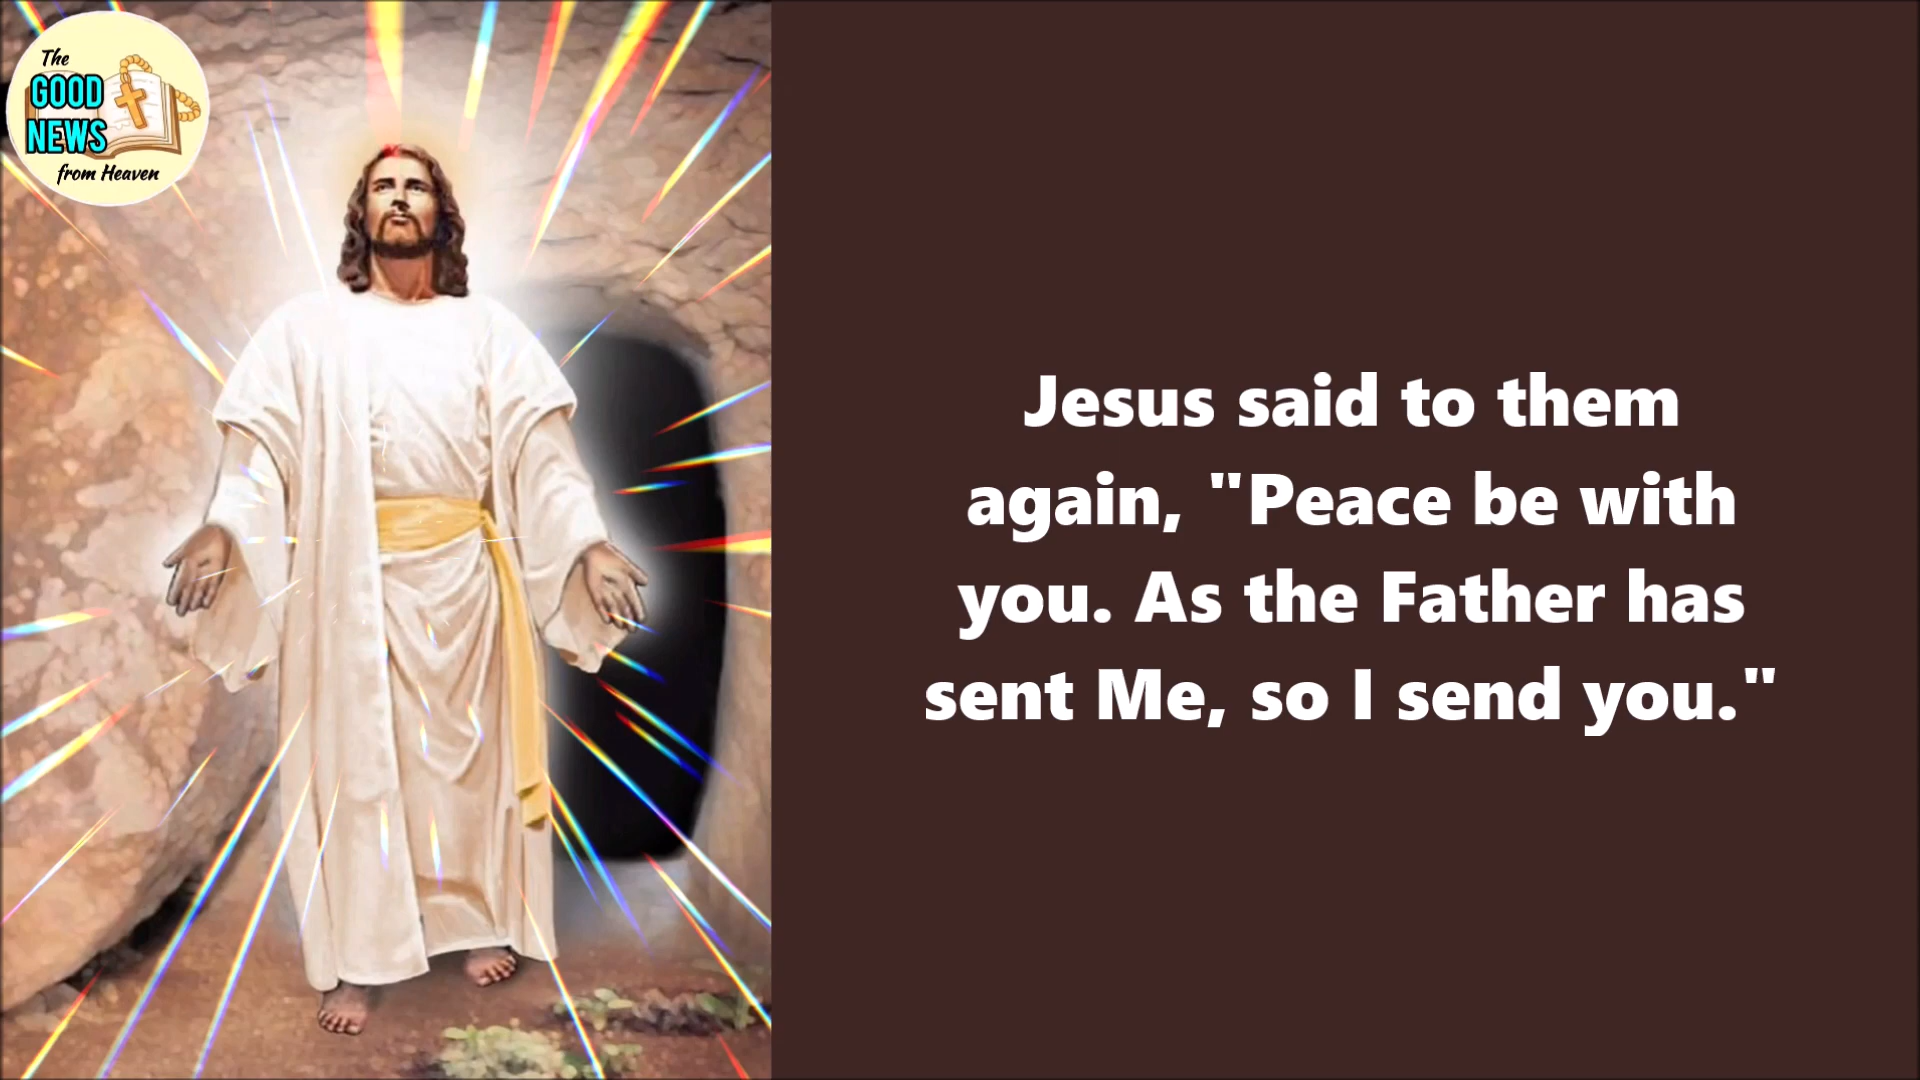 The
GOOD
NEWS
from Heaven
Jesus said to them
again, "Peace be with
you. As the Father has
sent Me, so I send you."